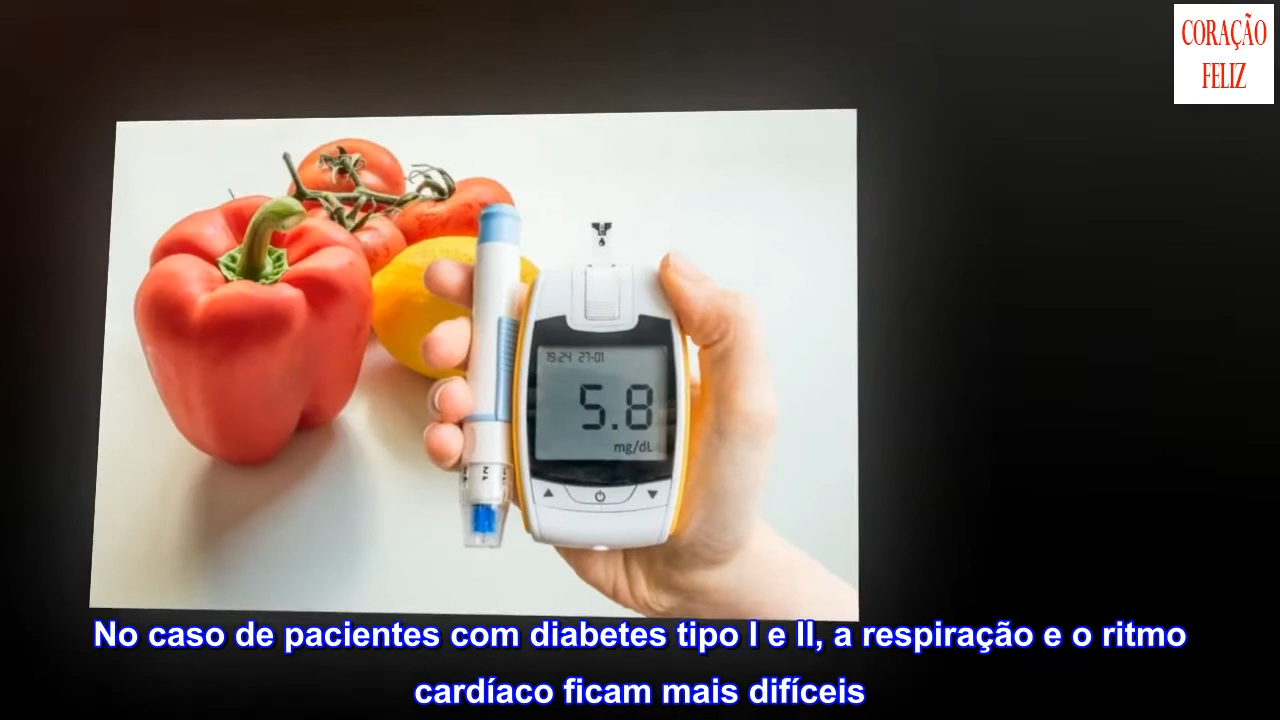 CORAÇÃO
FELIZ
19:24 27-01
5.8
mg/dL
No caso de pacientes com diabetes tipo I e II, a respiração e o ritmo
cardíaco ficam mais difíceis